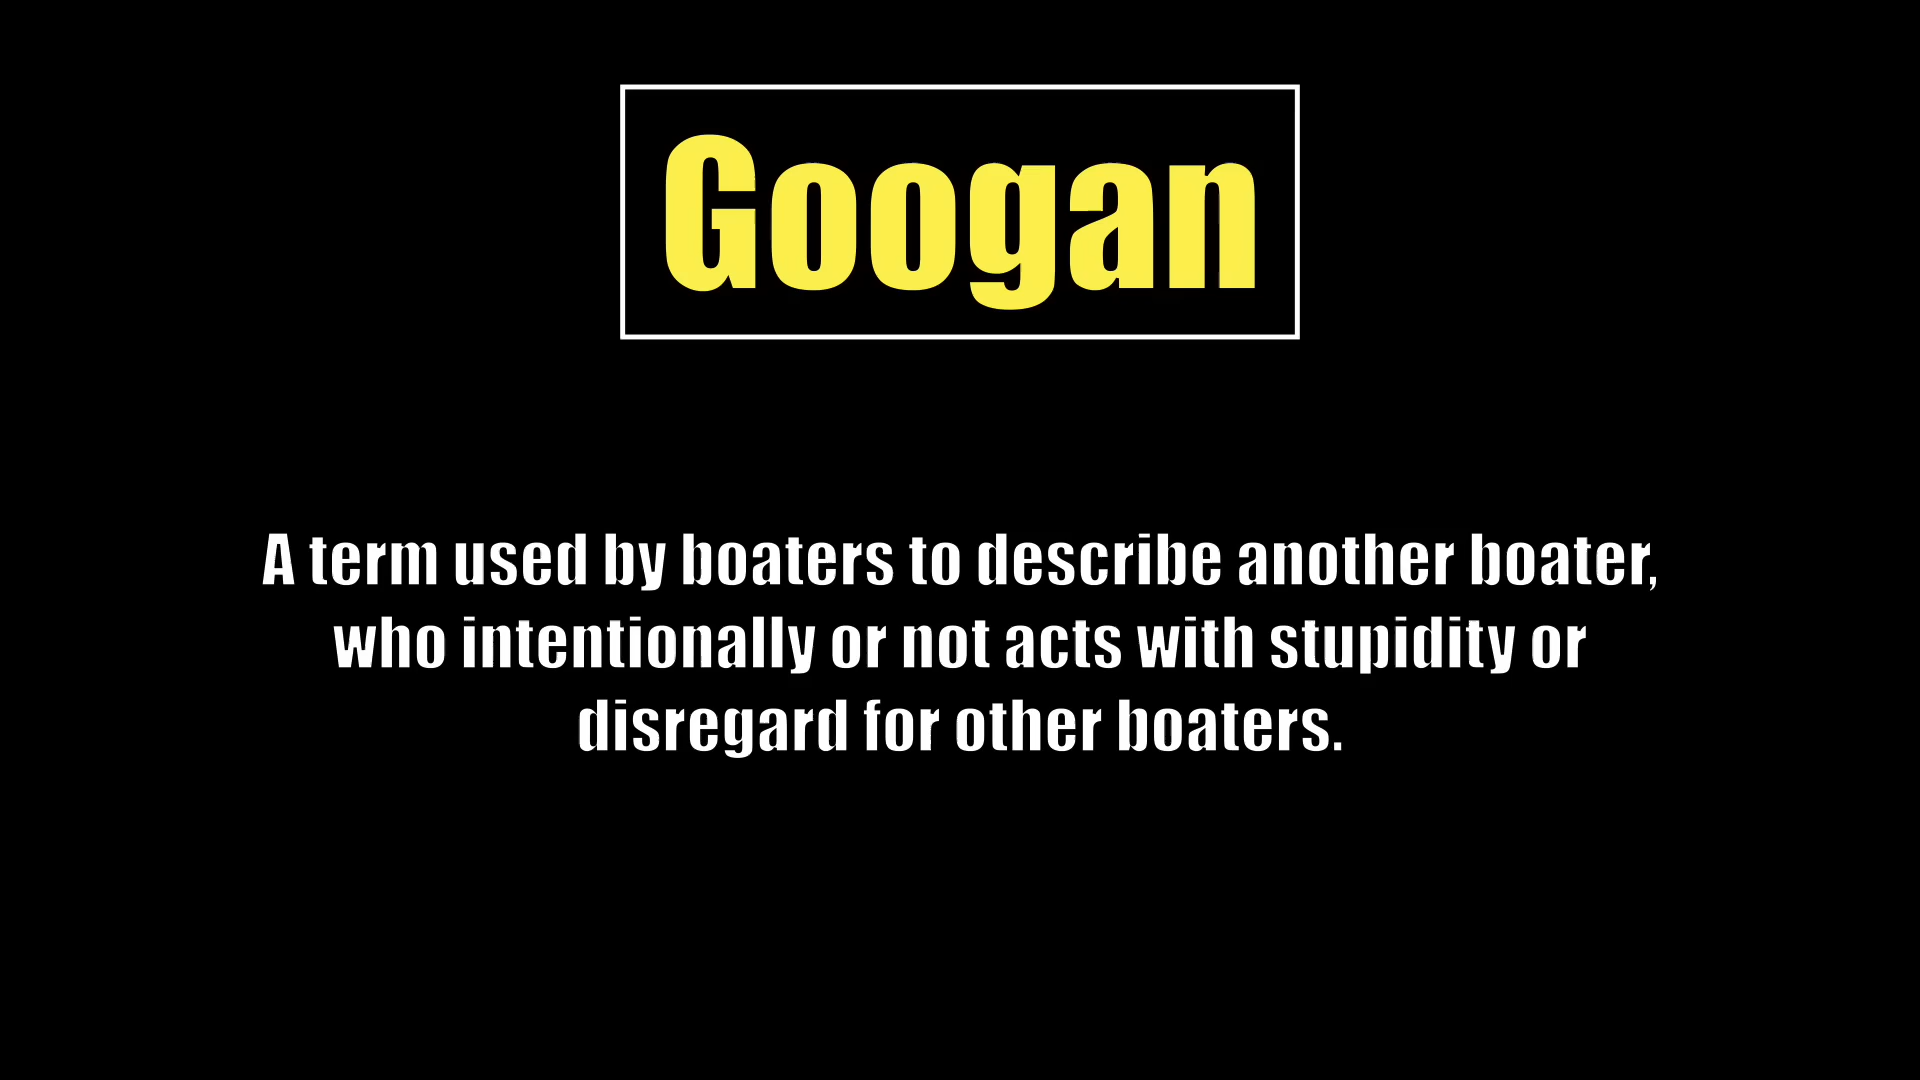 Googan
A term used by boaters to describe another boater,
who intentionally or not acts with stupidity or
disregard for other boaters.